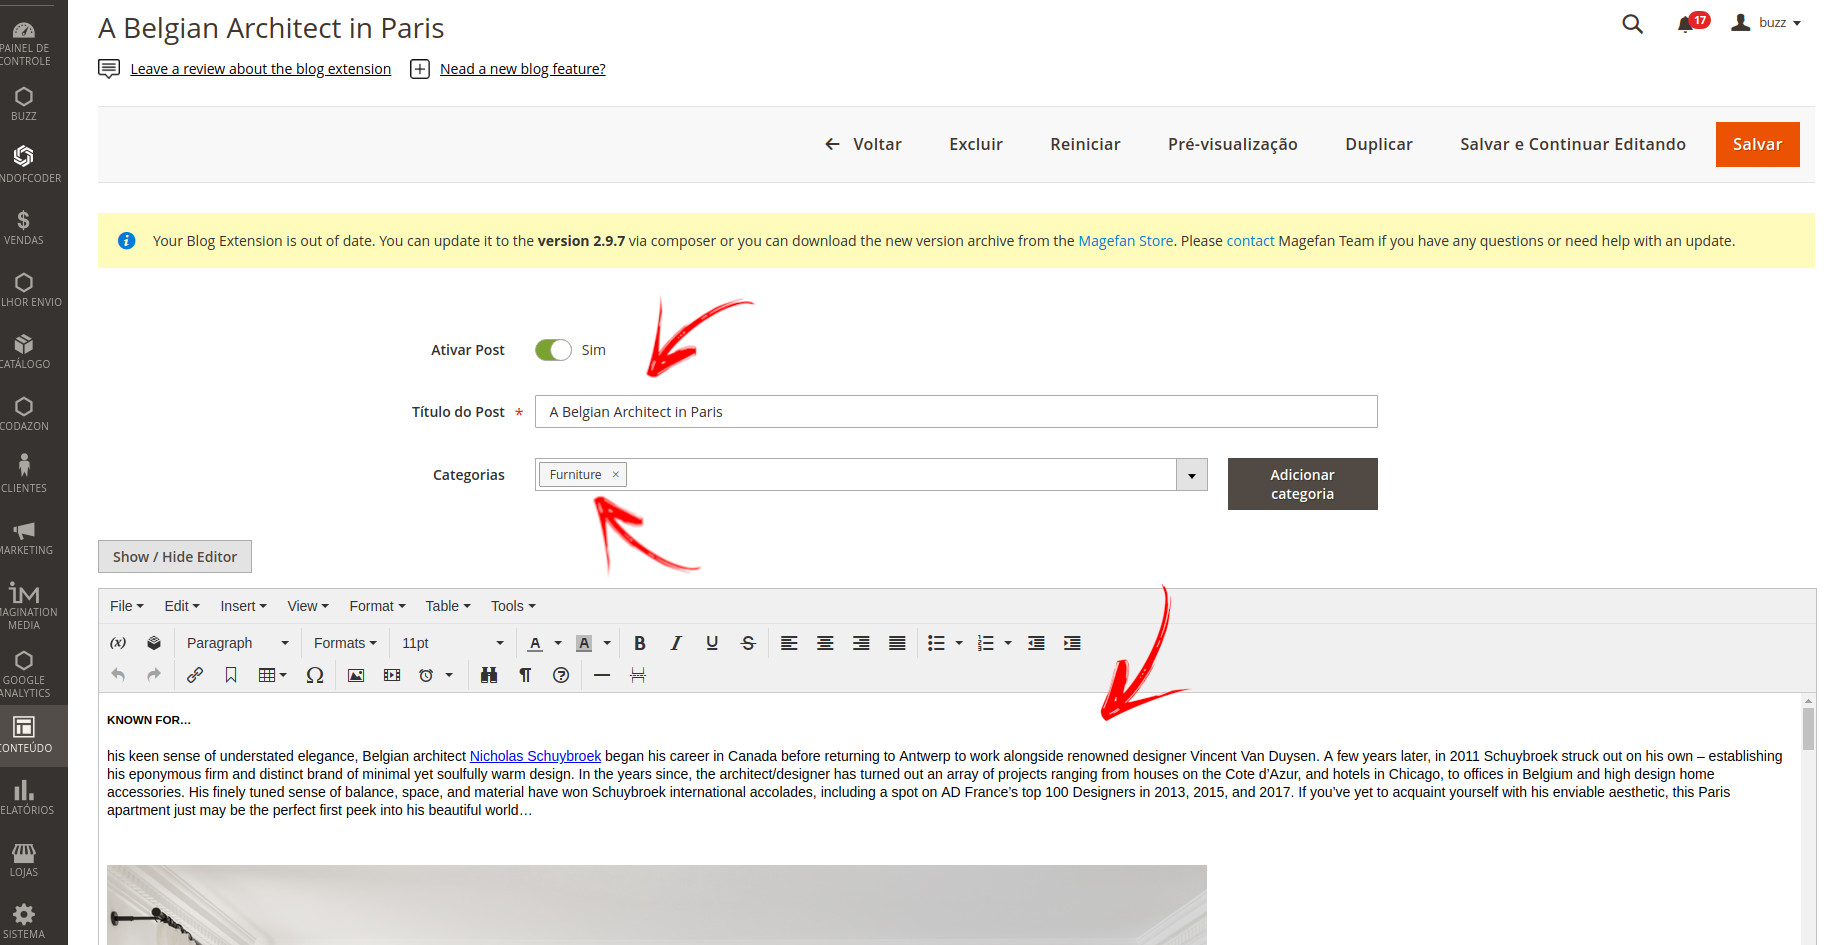 A Belgian Architect in Paris
17
buzz
Leave a review about the blog extension
Need a new blog feature?
Voltar
Excluir
Reiniciar
Pré-visualização
Duplicar
Salvar e Continuar Editando
Salvar
Your Blog Extension is out of date. You can update it to the version 2.9.7 via composer or you can download the new version archive from the Magefan Store. Please contact Magefan Team if you have any questions or need help with an update.
Ativar Post
Sim
Título do Post *
A Belgian Architect in Paris
Categorias
Furniture ×
Adicionar
categoria
Show / Hide Editor
File
Edit
Insert
View
Format
Table
Tools
(x)
Paragraph
Formats
11pt
A
A
B
I
U
S
Ω
¶
KNOWN FOR…
his keen sense of understated elegance, Belgian architect Nicholas Schuybroek began his career in Canada before returning to Antwerp to work alongside renowned designer Vincent Van Duysen. A few years later, in 2011 Schuybroek struck out on his own – establishing
his eponymous firm and distinct brand of minimal yet soulfully warm design. In the years since, the architect/designer has turned out an array of projects ranging from houses on the Cote d’Azur, and hotels in Chicago, to offices in Belgium and high design home
accessories. His finely tuned sense of balance, space, and material have won Schuybroek international accolades, including a spot on AD France’s top 100 Designers in 2013, 2015, and 2017. If you’ve yet to acquaint yourself with his enviable aesthetic, this Paris
apartment just may be the perfect first peek into his beautiful world…
PAINEL DE
CONTROLE
BUZZ
NDOFCODER
$
VENDAS
LHOR ENVIO
CATÁLOGO
CODAZON
CLIENTES
MARKETING
iM
MAGINATION
MEDIA
GOOGLE
ANALYTICS
CONTEÚDO
RELATÓRIOS
LOJAS
SISTEMA